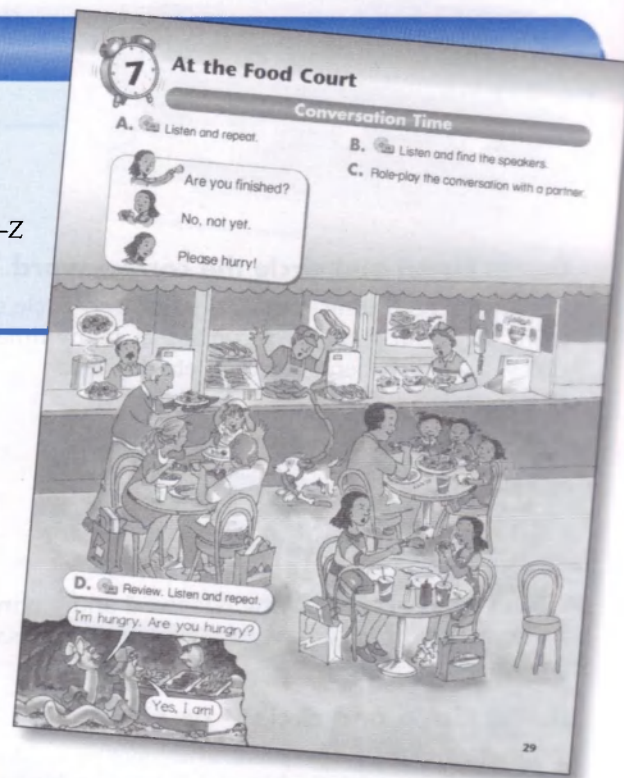 –Z
7 At the Food Court
Conversation Time
A. Listen and repeat.
Are you finished?
No, not yet.
Please hurry!
B. Listen and find the speakers.
C. Role-play the conversation with a partner.
D. Review. Listen and repeat.
I'm hungry. Are you hungry?
Yes, I am!
29